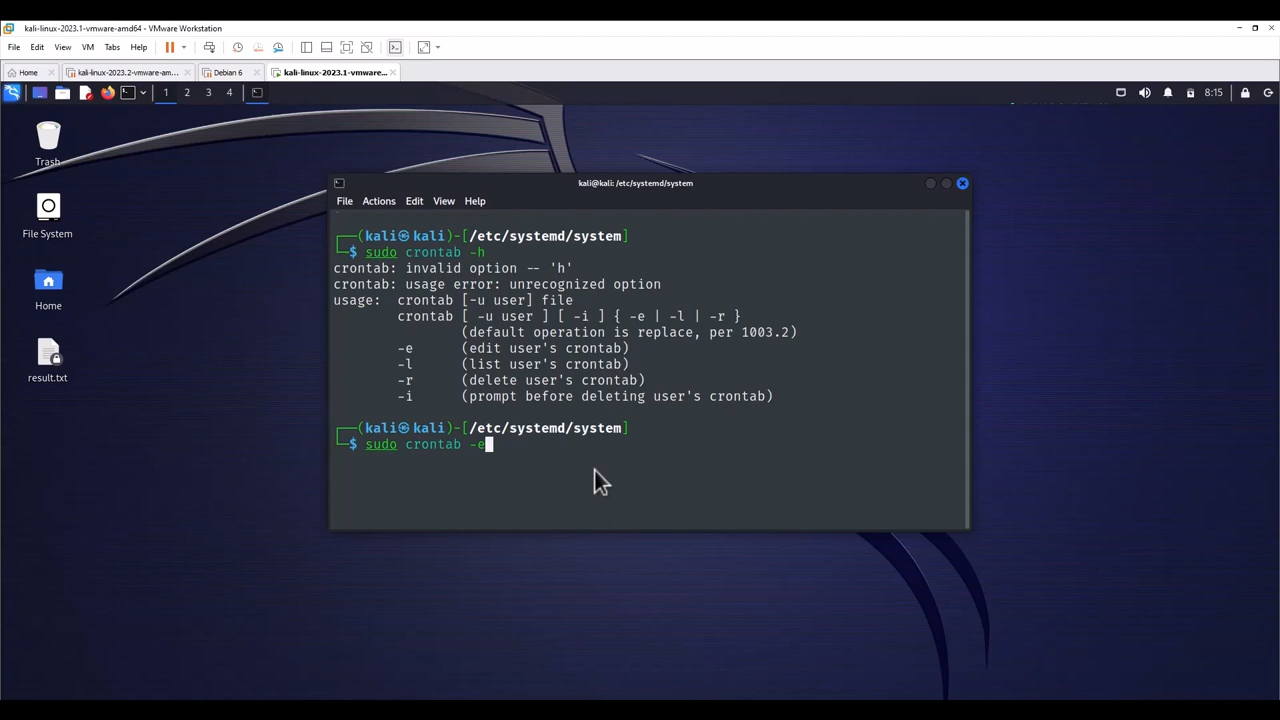 kali-linux-2023.1-vmware-amd64 - VMware Workstation
File Edit View VM Tabs Help
Home kali-linux-2023.2-vmware-am... Debian 6 kali-linux-2023.1-vmware...
1 2 3 4 8:15
Trash
File System
Home
result.txt
kali@kali: /etc/systemd/system
File Actions Edit View Help
┌──(kali㉿kali)-[/etc/systemd/system]
└─$ sudo crontab -h
crontab: invalid option -- 'h'
crontab: usage error: unrecognized option
usage:  crontab [-u user] file
        crontab [ -u user ] [ -i ] { -e | -l | -r }
                (default operation is replace, per 1003.2)
        -e      (edit user's crontab)
        -l      (list user's crontab)
        -r      (delete user's crontab)
        -i      (prompt before deleting user's crontab)
┌──(kali㉿kali)-[/etc/systemd/system]
└─$ sudo crontab -e